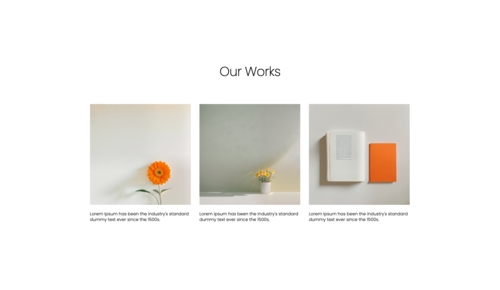 Our Works
Lorem Ipsum has been the industry's standard
dummy text ever since the 1500s.
Lorem Ipsum has been the industry's standard
dummy text ever since the 1500s.
Lorem Ipsum has been the industry's standard
dummy text ever since the 1500s.